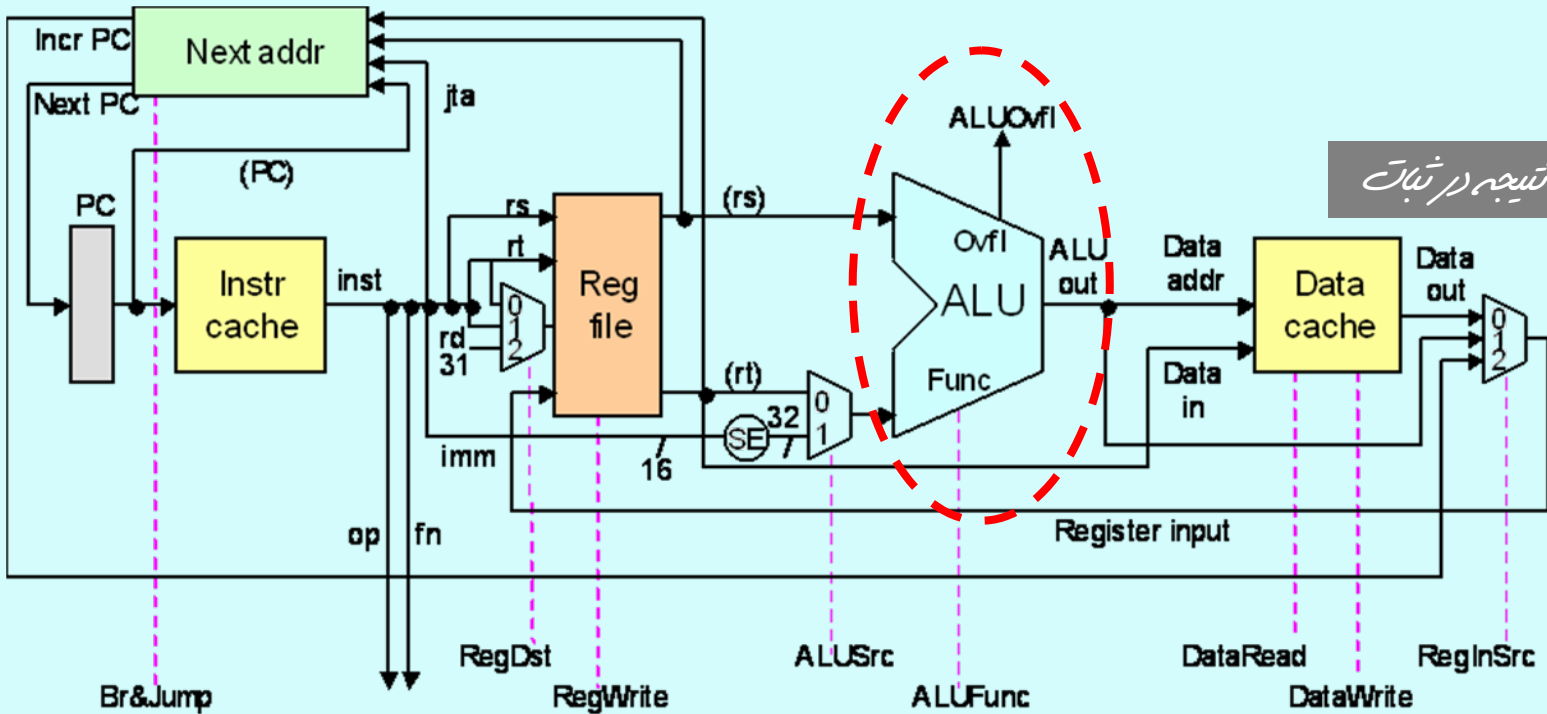 Incr PC
Next addr
Next PC
jta
(PC)
PC
Instr
cache
inst
rs
rt
rd
31
0
1
2
Reg
file
(rs)
(rt)
imm
16
SE
32
0
1
ALUOvfl
Ovfl
ALU
Func
ALU
out
نتیجه در ثبات
Data
addr
Data
in
Data
cache
Data
out
0
1
2
op
fn
Register input
RegDst
ALUSrc
DataRead
RegInSrc
Br&Jump
RegWrite
ALUFunc
DataWrite